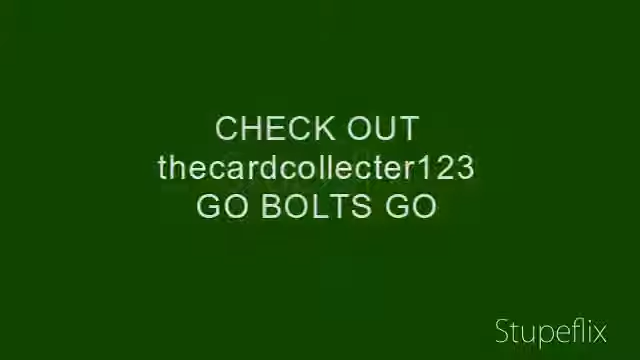 CHECK OUT
thecardcollecter123
GO BOLTS GO
Stupeflix